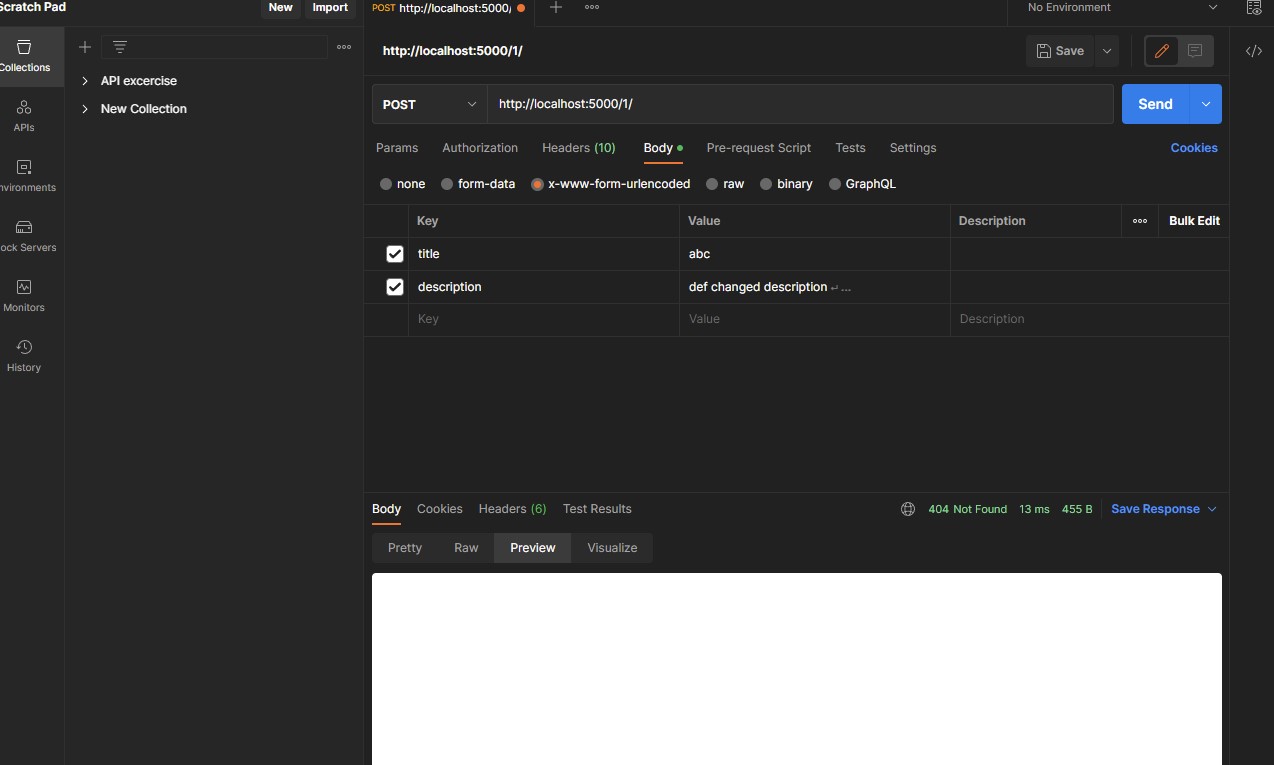 Scratch Pad New Import
POST http://localhost:5000/ No Environment
Collections
APIs
nvironments
ock Servers
Monitors
History
API excercise
New Collection
http://localhost:5000/1/ Save
POST http://localhost:5000/1/ Send
Params Authorization Headers (10) Body Pre-request Script Tests Settings Cookies
none form-data x-www-form-urlencoded raw binary GraphQL
Key Value Description Bulk Edit
title abc
description def changed description ↵ ...
Key Value Description
Body Cookies Headers (6) Test Results 404 Not Found 13 ms 455 B Save Response
Pretty Raw Preview Visualize